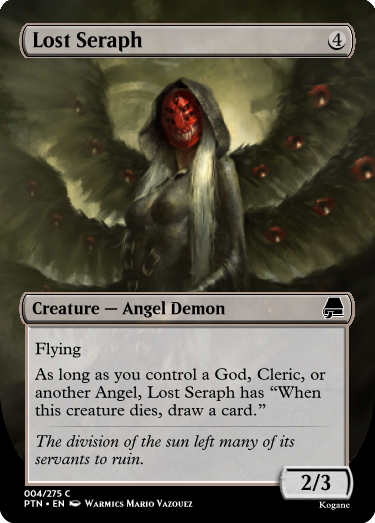 Lost Seraph 4
Creature — Angel Demon
Flying
As long as you control a God, Cleric, or
another Angel, Lost Seraph has “When
this creature dies, draw a card.”
The division of the sun left many of its
servants to ruin.
2/3
004/275 C
PTN • EN Warmics Mario Vazouez
Kogane